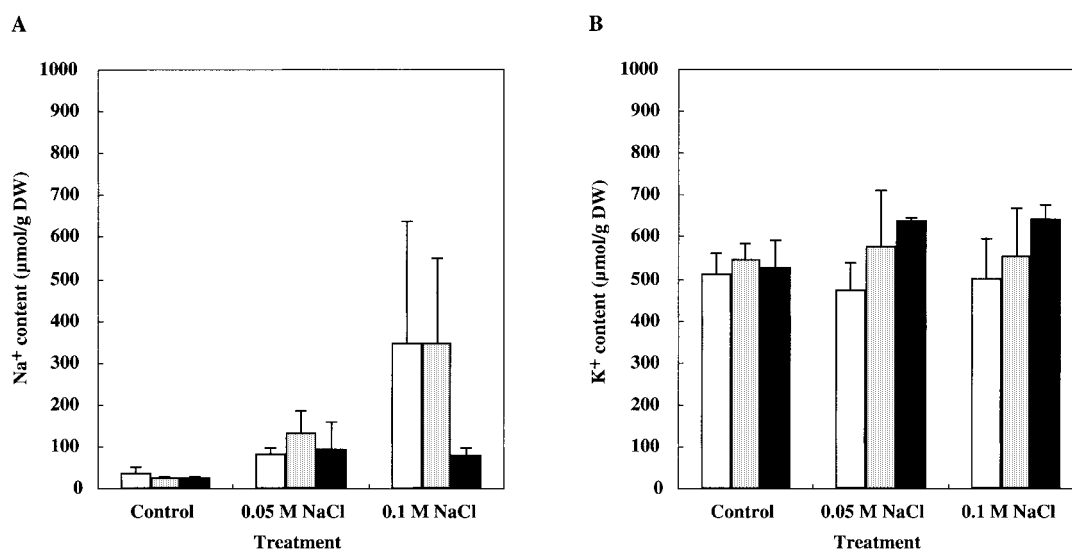 A
1000
900
800
700
600
500
400
300
200
100
0
Na⁺ content (µmol/g DW)
Control
0.05 M NaCl
0.1 M NaCl
Treatment
B
1000
900
800
700
600
500
400
300
200
100
0
K⁺ content (µmol/g DW)
Control
0.05 M NaCl
0.1 M NaCl
Treatment